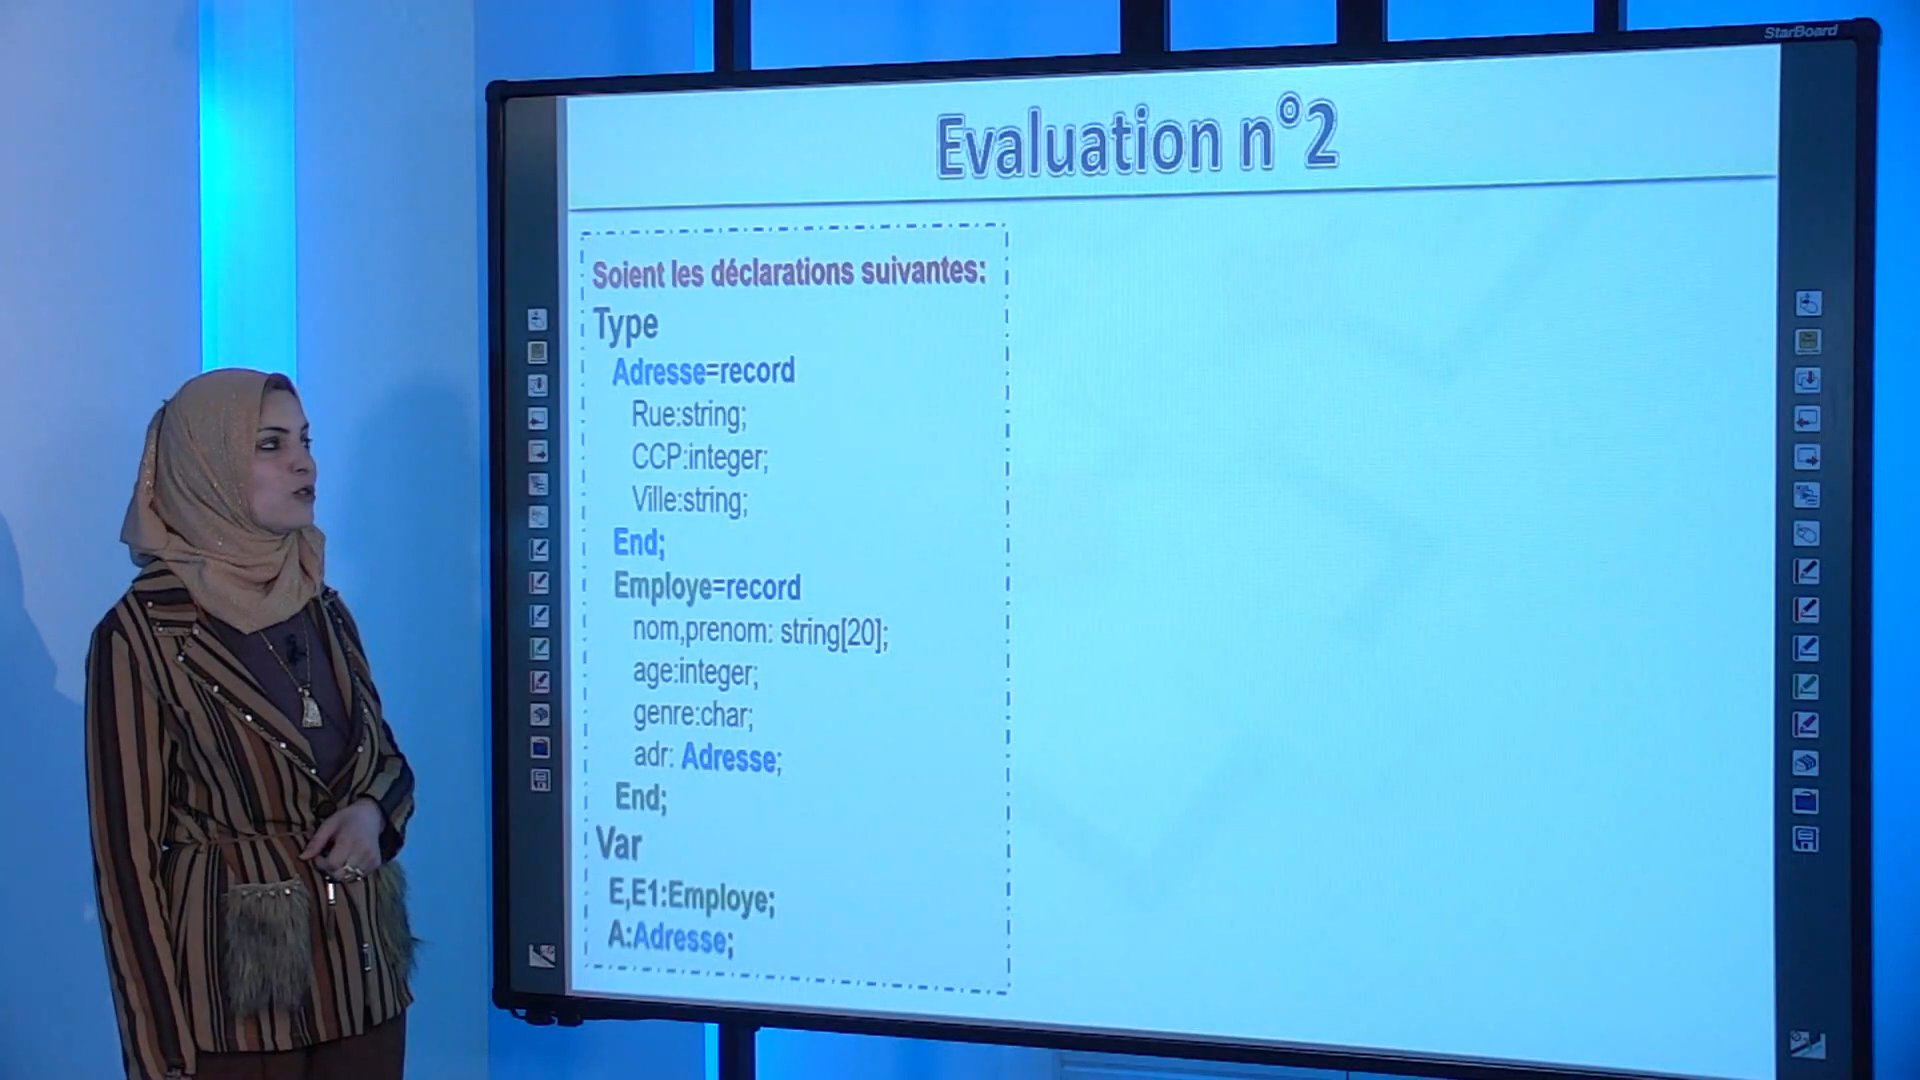 StarBoard
Evaluation n°2
Soient les déclarations suivantes:
Type
Adresse=record
Rue:string;
CCP:integer;
Ville:string;
End;
Employe=record
nom,prenom: string[20];
age:integer;
genre:char;
adr: Adresse;
End;
Var
E,E1:Employe;
A:Adresse;